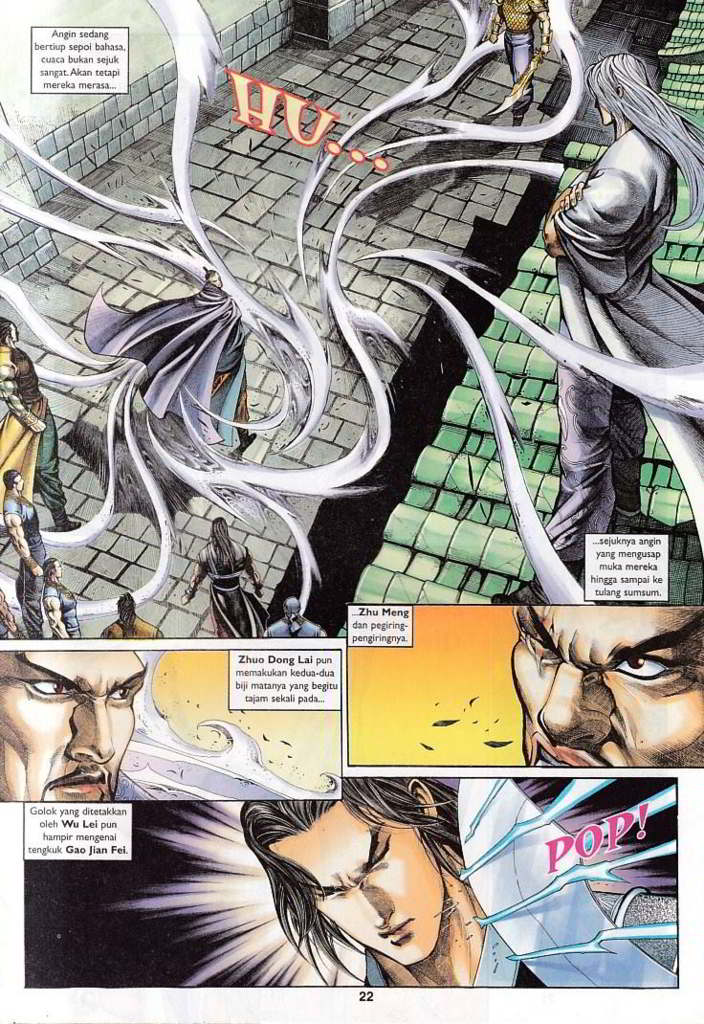 Angin sedang
bertiup sepoi bahasa,
cuaca bukan sejuk
sangat. Akan tetapi
mereka merasa...
HU...
...sejuknya angin
yang mengusap
muka mereka
hingga sampai ke
tulang sumsum.
Zhuo Dong Lai pun
memakukan kedua-dua
biji matanya yang begitu
tajam sekali pada...
...Zhu Meng
dan pegiring-
pengiringnya.
Golok yang ditetakkan
oleh Wu Lei pun
hampir mengenai
tengkuk Gao Jian Fei.
POP!
22